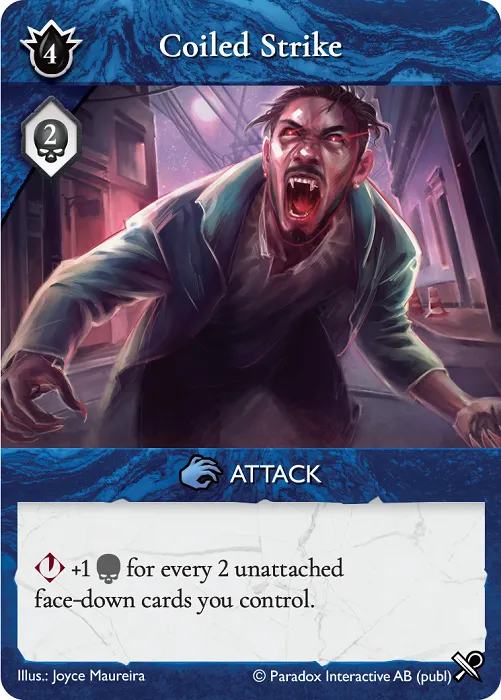 4
Coiled Strike
2
ATTACK
+1 for every 2 unattached
face-down cards you control.
Illus.: Joyce Maureira
© Paradox Interactive AB (publ)